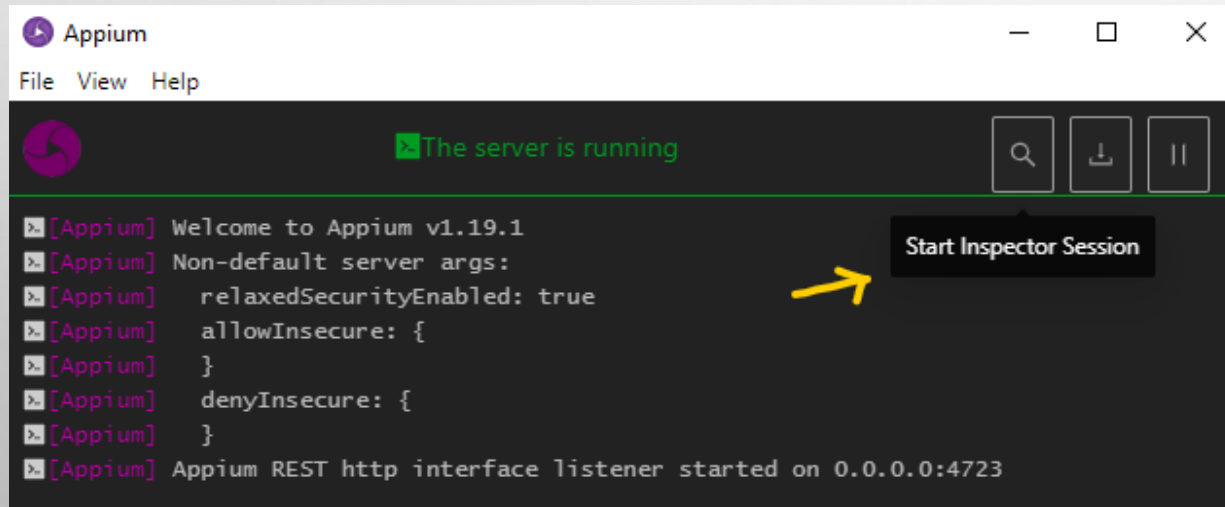 Appium
File View Help
The server is running
[Appium] Welcome to Appium v1.19.1
Start Inspector Session
[Appium] Non-default server args:
[Appium]   relaxedSecurityEnabled: true
[Appium]   allowInsecure: {
[Appium]   }
[Appium]   denyInsecure: {
[Appium]   }
[Appium] Appium REST http interface listener started on 0.0.0.0:4723